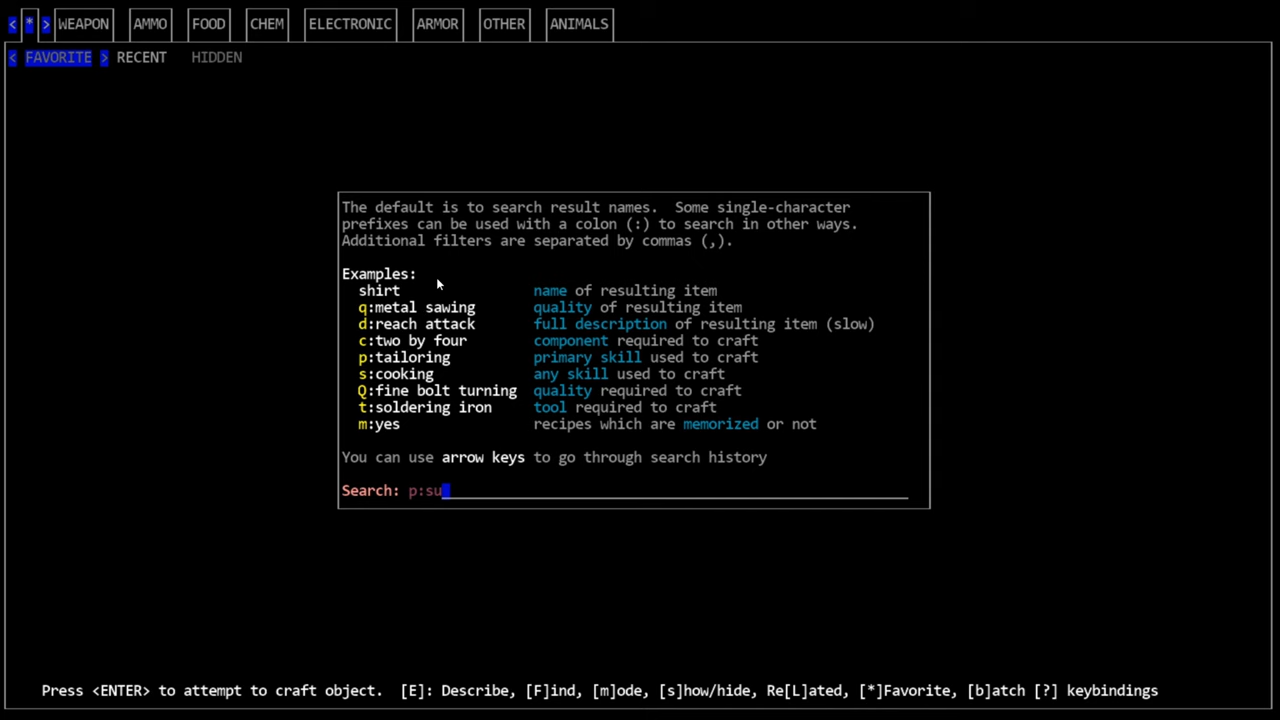 < * > WEAPON AMMO FOOD CHEM ELECTRONIC ARMOR OTHER ANIMALS
< FAVORITE > RECENT HIDDEN
The default is to search result names. Some single-character
prefixes can be used with a colon (:) to search in other ways.
Additional filters are separated by commas (,).
Examples:
shirt name of resulting item
q:metal sawing quality of resulting item
d:reach attack full description of resulting item (slow)
c:two by four component required to craft
p:tailoring primary skill used to craft
s:cooking any skill used to craft
Q:fine bolt turning quality required to craft
t:soldering iron tool required to craft
m:yes recipes which are memorized or not
You can use arrow keys to go through search history
Search: p:su
Press <ENTER> to attempt to craft object. [E]: Describe, [F]ind, [m]ode, [s]how/hide, Re[L]ated, [*]Favorite, [b]atch [?] keybindings